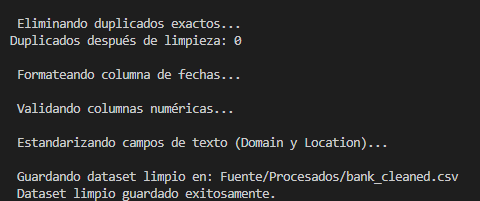 Eliminando duplicados exactos...
Duplicados después de limpieza: 0
Formateando columna de fechas...
Validando columnas numéricas...
Estandarizando campos de texto (Domain y Location)...
Guardando dataset limpio en: Fuente/Procesados/bank_cleaned.csv
Dataset limpio guardado exitosamente.